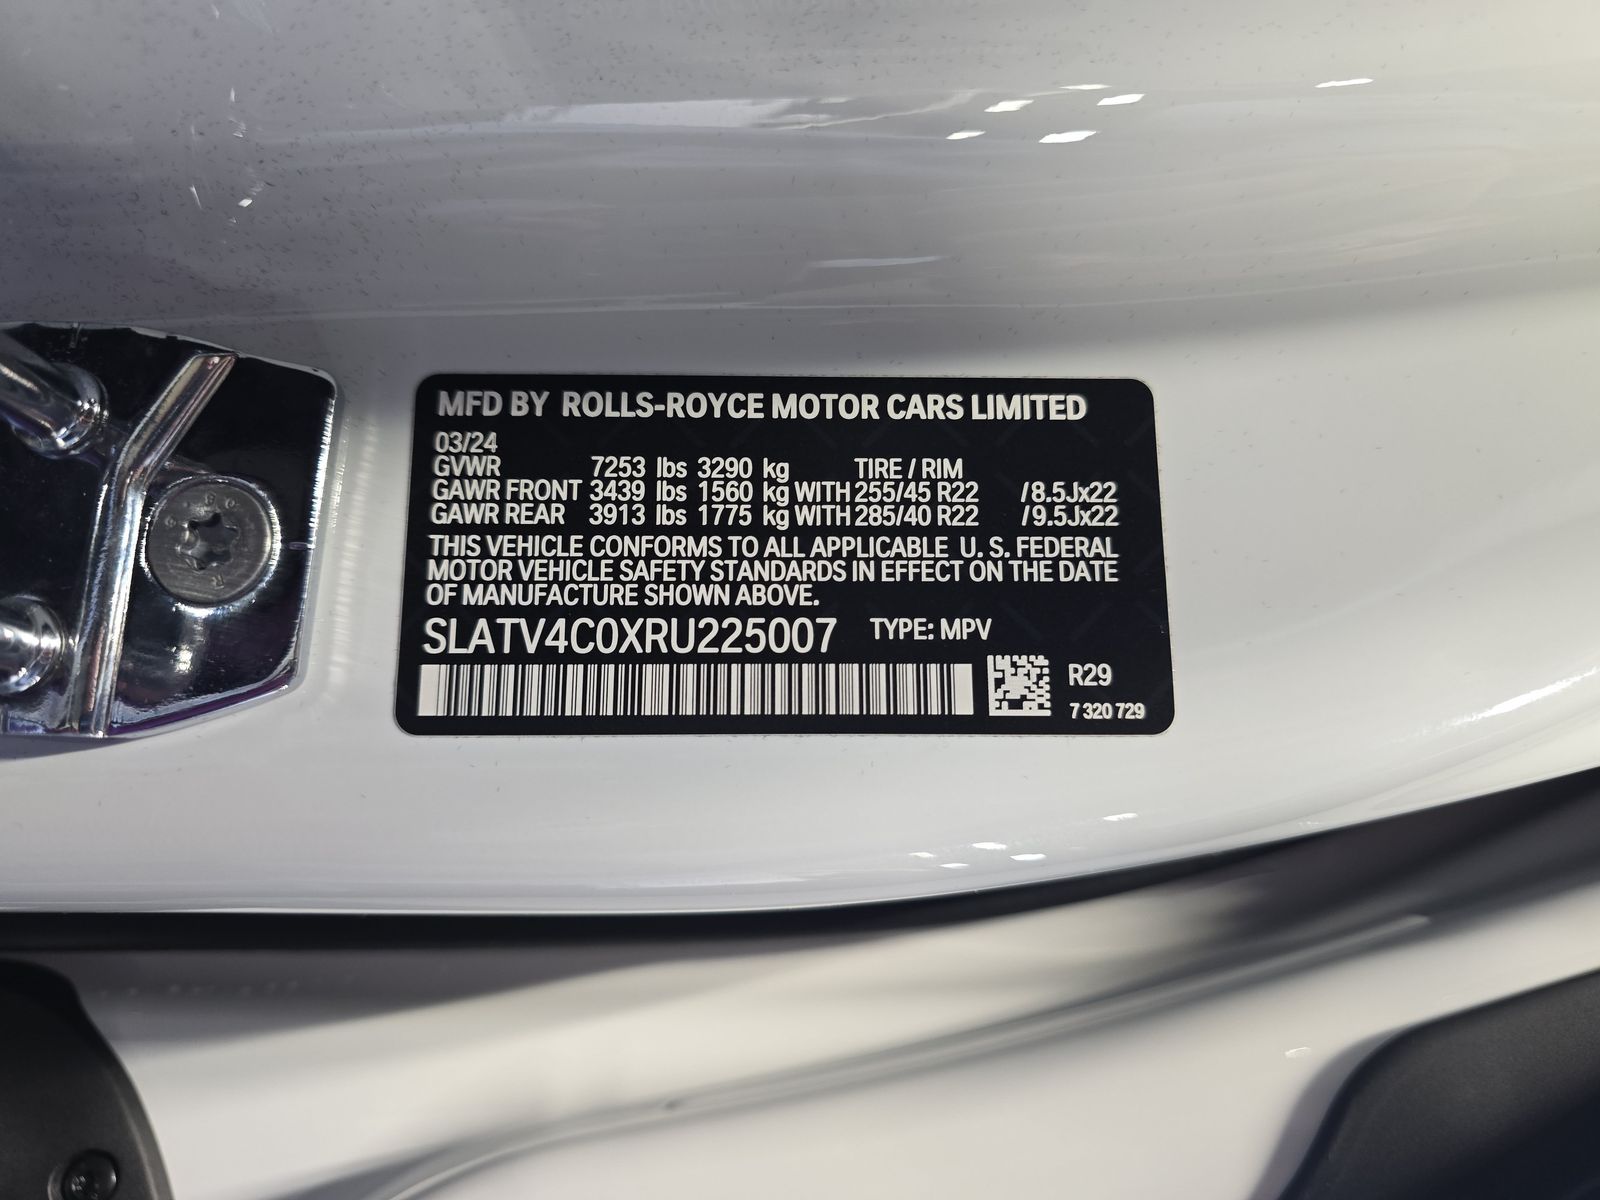 MFD BY ROLLS-ROYCE MOTOR CARS LIMITED
03/24
GVWR 7253 lbs 3290 kg TIRE / RIM
GAWR FRONT 3439 lbs 1560 kg WITH 255/45 R22 /8.5Jx22
GAWR REAR 3913 lbs 1775 kg WITH 285/40 R22 /9.5Jx22
THIS VEHICLE CONFORMS TO ALL APPLICABLE U. S. FEDERAL
MOTOR VEHICLE SAFETY STANDARDS IN EFFECT ON THE DATE
OF MANUFACTURE SHOWN ABOVE.
SLATV4C0XRU225007 TYPE: MPV
R29
7 320 729